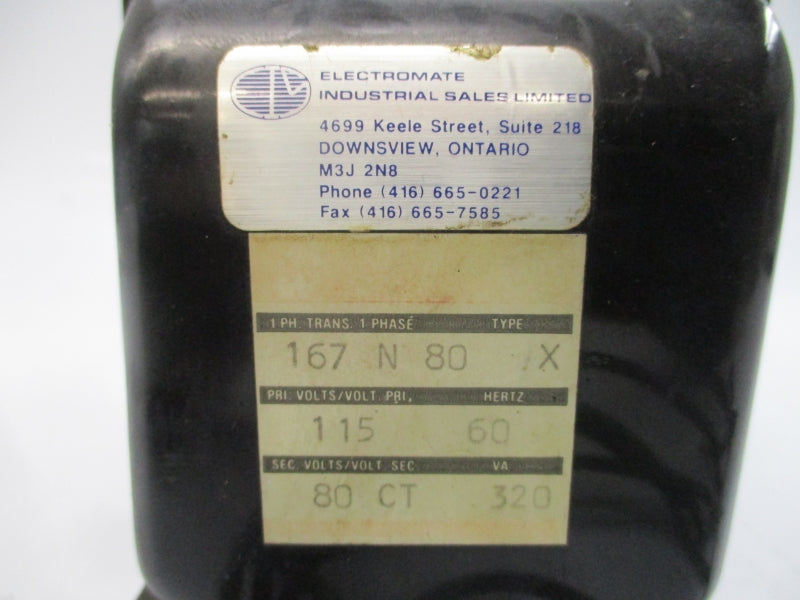 ELECTROMATE
INDUSTRIAL SALES LIMITED
4699 Keele Street, Suite 218
DOWNSVIEW, ONTARIO
M3J 2N8
Phone (416) 665-0221
Fax (416) 665-7585
1 PH. TRANS. 1 PHASÉ TYPE
167 N 80 X
PRI. VOLTS/VOLT. PRI. HERTZ
115 60
SEC. VOLTS/VOLT. SEC VA
80 CT 320